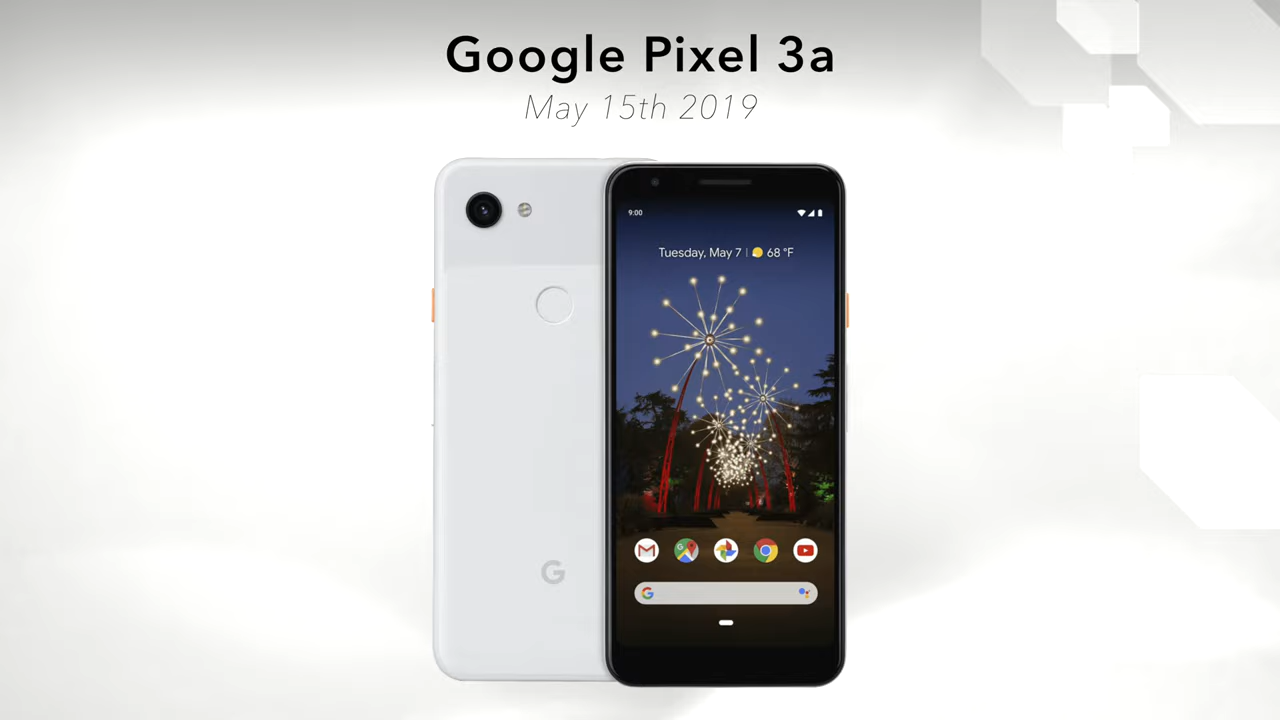 Google Pixel 3a
May 15th 2019
9:00
Tuesday, May 7 | 68 °F
G
G